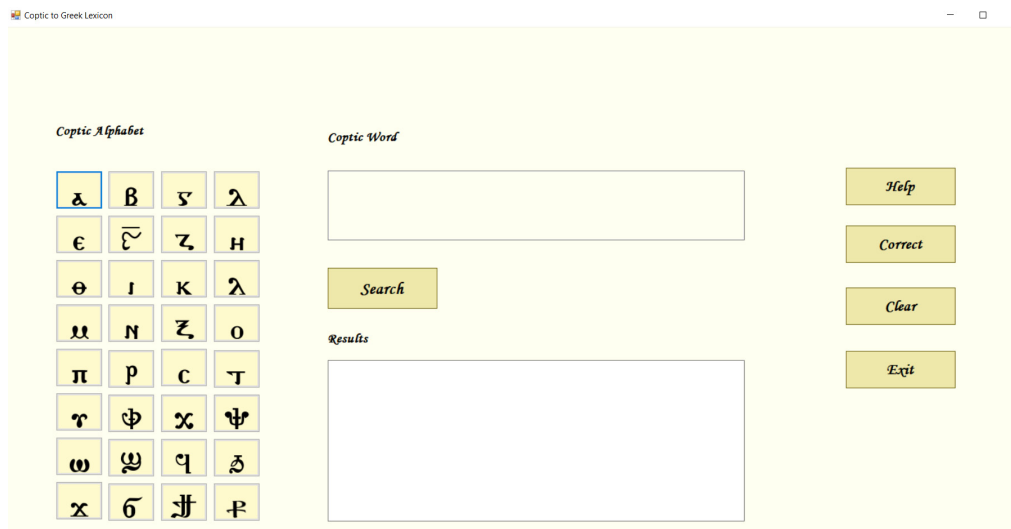 Coptic to Greek Lexicon
Coptic Alphabet
ⲁ ⲃ ⲅ ⲇ
ⲉ ⲋ̅ ⲍ ⲏ
ⲑ ⲓ ⲕ ⲗ
ⲙ ⲛ ⲝ ⲟ
ⲡ ⲣ ⲥ ⲧ
ⲩ ⲫ ⲭ ⲯ
ⲱ ϣ ϥ ϩ
ϫ ϭ ⳨
Coptic Word
Search
Results
Help
Correct
Clear
Exit